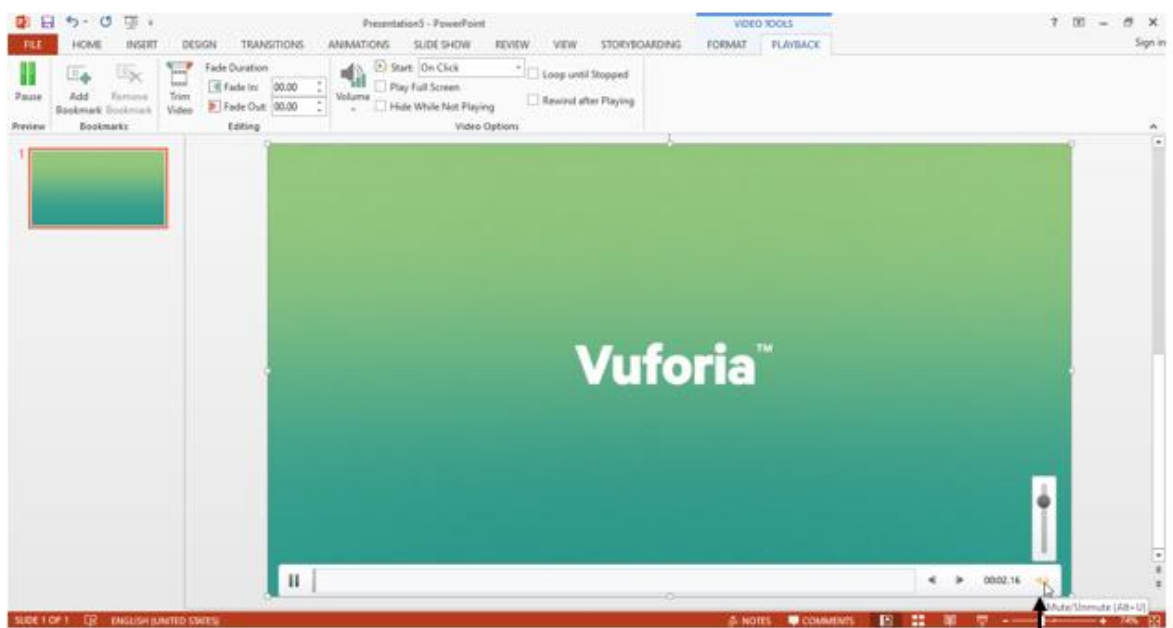 Presentation5 - PowerPoint
VIDEO TOOLS
FILE HOME INSERT DESIGN TRANSITIONS ANIMATIONS SLIDE SHOW REVIEW VIEW STORYBOARDING FORMAT PLAYBACK Sign in
Pause
Add Bookmark
Remove Bookmark
Trim Video
Fade Duration
Fade In: 00.00
Fade Out: 00.00
Volume
Start: On Click
Play Full Screen
Hide While Not Playing
Loop until Stopped
Rewind after Playing
Preview Bookmarks Editing Video Options
1
Vuforia™
00:02.16
Mute/Unmute (Alt+U)
SLIDE 1 OF 1 ENGLISH (UNITED STATES) NOTES COMMENTS 74%